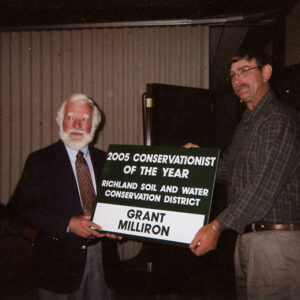 2005 CONSERVATIONIST
OF THE YEAR
RICHLAND SOIL AND WATER
CONSERVATION DISTRICT
GRANT
MILLIRON